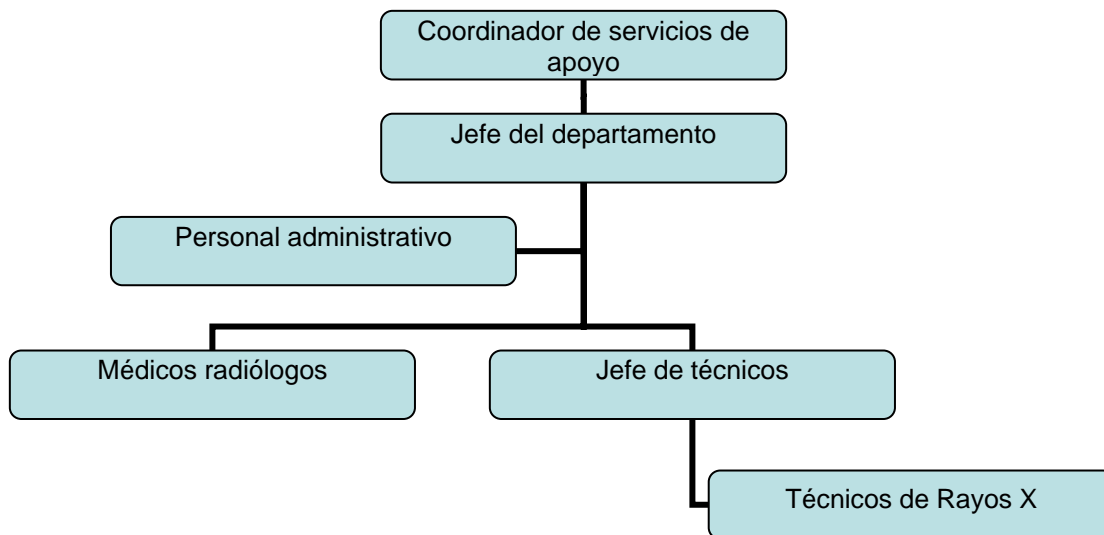 Coordinador de servicios de
apoyo
Jefe del departamento
Personal administrativo
Médicos radiólogos
Jefe de técnicos
Técnicos de Rayos X